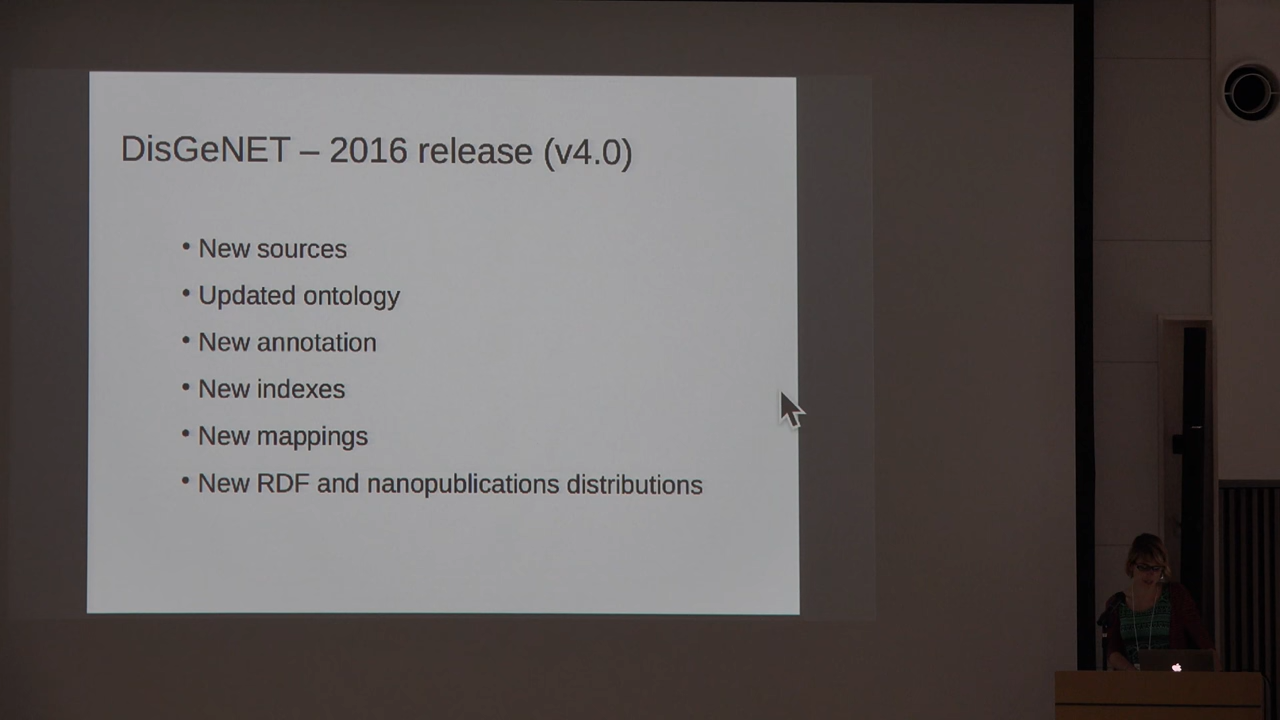 DisGeNET – 2016 release (v4.0)
• New sources
• Updated ontology
• New annotation
• New indexes
• New mappings
• New RDF and nanopublications distributions